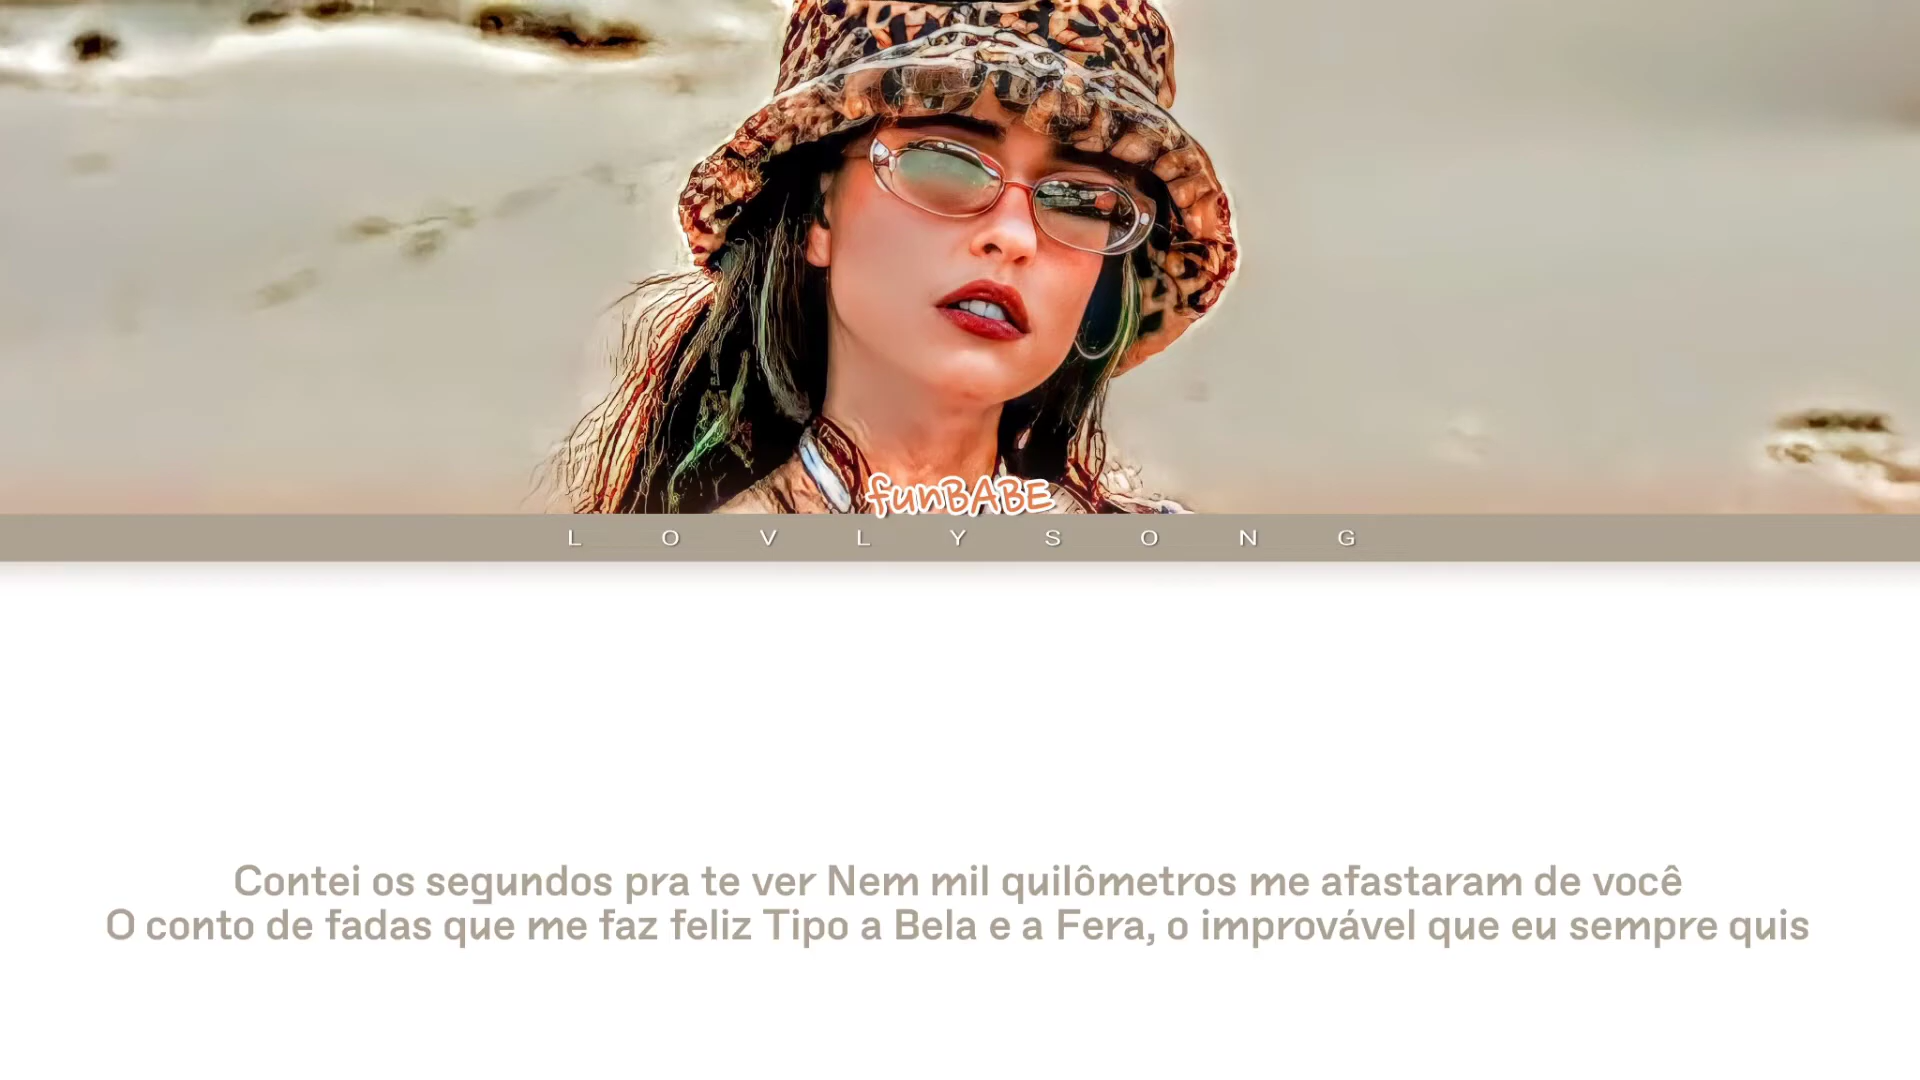 funBABE
LOVLYSONG
Contei os segundos pra te ver Nem mil quilômetros me afastaram de você
O conto de fadas que me faz feliz Tipo a Bela e a Fera, o improvável que eu sempre quis